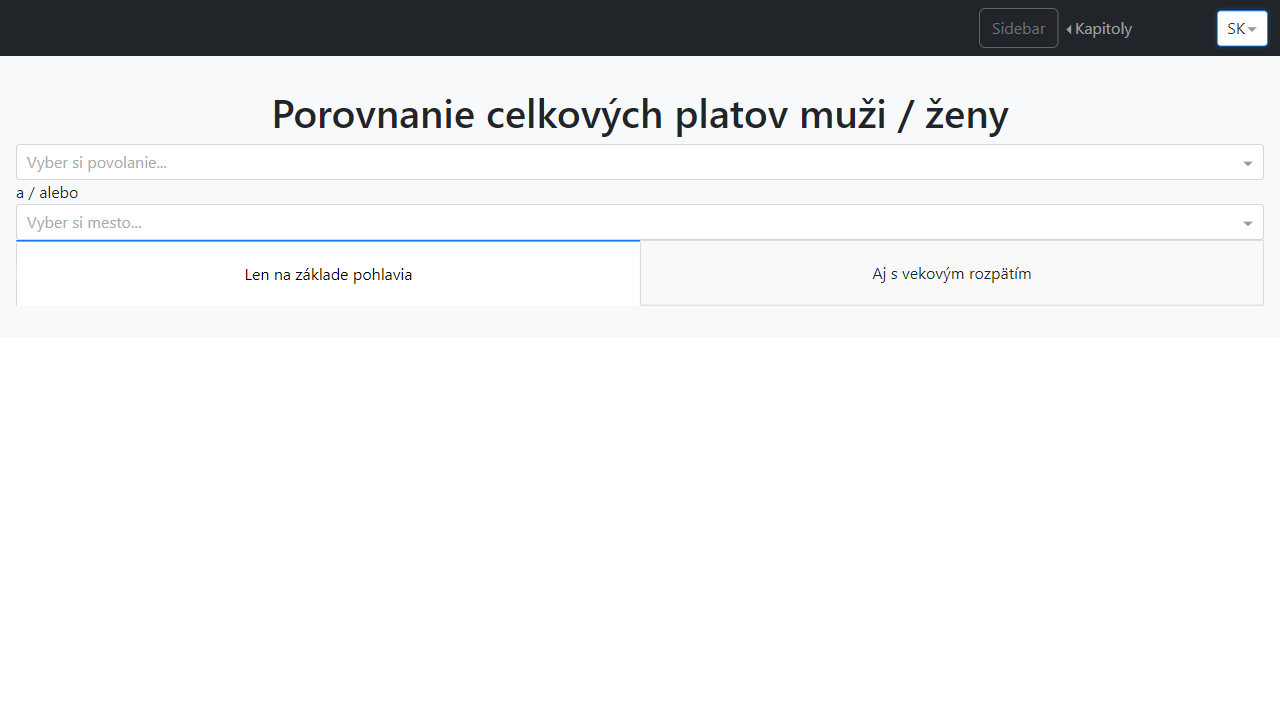 Sidebar Kapitoly SK
Porovnanie celkových platov muži / ženy
Vyber si povolanie...
a / alebo
Vyber si mesto...
Len na základe pohlavia Aj s vekovým rozpätím